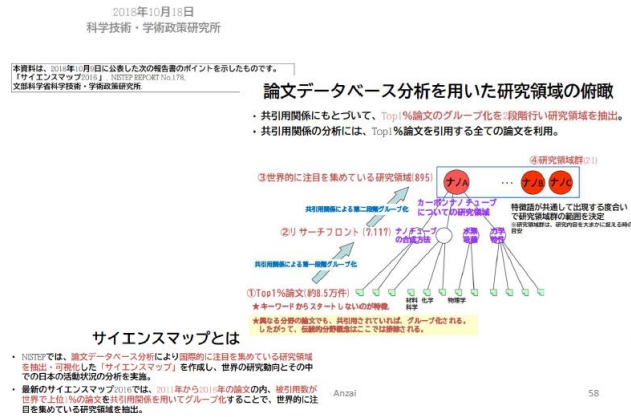 2018年10月18日
科学技術・学術政策研究所
本資料は、2018年10月9日に公表した次の報告書のポイントを示したものです。
「サイエンスマップ2016」, NISTEP REPORT No.178,
文部科学省科学技術・学術政策研究所
論文データベース分析を用いた研究領域の俯瞰
・ 共引用関係にもとづいて、Top1%論文のグループ化を2段階行い研究領域を抽出。
・ 共引用関係の分析には、Top1%論文を引用する全ての論文を利用。
④研究領域群(21)
③世界的に注目を集めている研究領域(895)
ナノA
…
ナノB
ナノC
カーボンナノチューブ
についての研究領域
特徴語が共通して出現する度合い
で研究領域群の範囲を決定
※研究領域群は、研究内容を大まかに捉える時の
目安
共引用関係による第二段階グループ化
②リサーチフロント(7,117)
ナノチューブ
の合成方法
水素
吸蔵
力学
特性
共引用関係による第一段階グループ化
①Top1%論文(約8.5万件)
材料
科学
化学
物理学
★キーワードからスタートしないのが特徴。
★異なる分野の論文でも、共引用されていれば、グループ化される。
したがって、伝統的分野概念はここでは排除される。
サイエンスマップとは
・ NISTEPでは、論文データベース分析により国際的に注目を集めている研究領域
を抽出・可視化した「サイエンスマップ」を作成し、世界の研究動向とその中
での日本の活動状況の分析を実施。
・ 最新のサイエンスマップ2016では、2011年から2016年の論文の内、被引用数が
世界で上位1%の論文を共引用関係を用いてグループ化することで、世界的に注
目を集めている研究領域を抽出。
Anzai
58